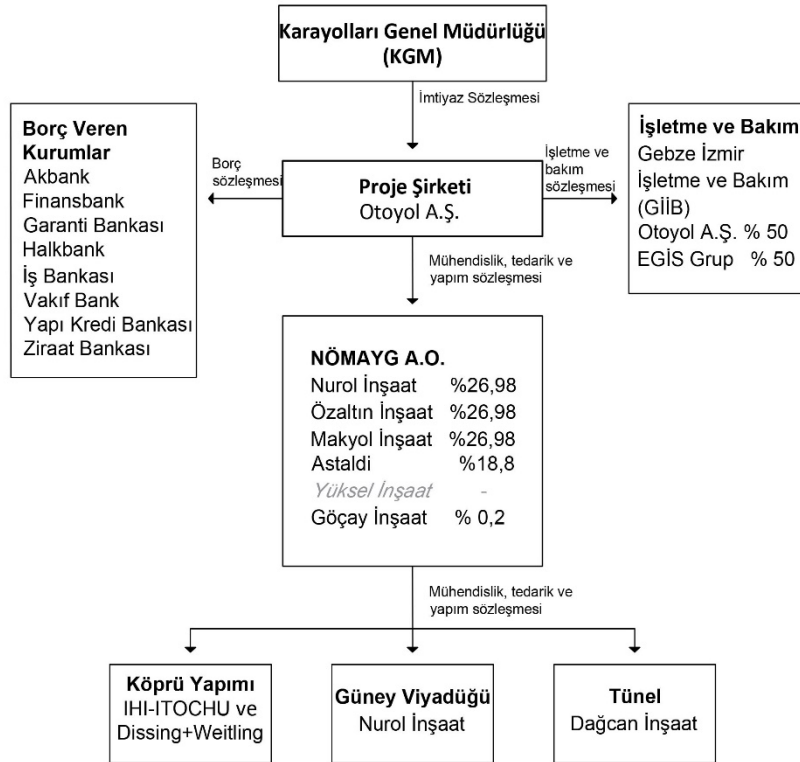 Karayolları Genel Müdürlüğü
(KGM)
İmtiyaz Sözleşmesi
Borç Veren
Kurumlar
Akbank
Finansbank
Garanti Bankası
Halkbank
İş Bankası
Vakıf Bank
Yapı Kredi Bankası
Ziraat Bankası
Borç
sözleşmesi
Proje Şirketi
Otoyol A.Ş.
İşletme ve
bakım
sözleşmesi
İşletme ve Bakım
Gebze İzmir
İşletme ve Bakım
(GİİB)
Otoyol A.Ş. % 50
EGİS Grup % 50
Mühendislik, tedarik ve
yapım sözleşmesi
NÖMAYG A.O.
Nurol İnşaat %26,98
Özaltın İnşaat %26,98
Makyol İnşaat %26,98
Astaldi %18,8
Yüksel İnşaat -
Göçay İnşaat % 0,2
Mühendislik, tedarik ve
yapım sözleşmesi
Köprü Yapımı
IHI-ITOCHU ve
Dissing+Weitling
Güney Viyadüğü
Nurol İnşaat
Tünel
Dağcan İnşaat